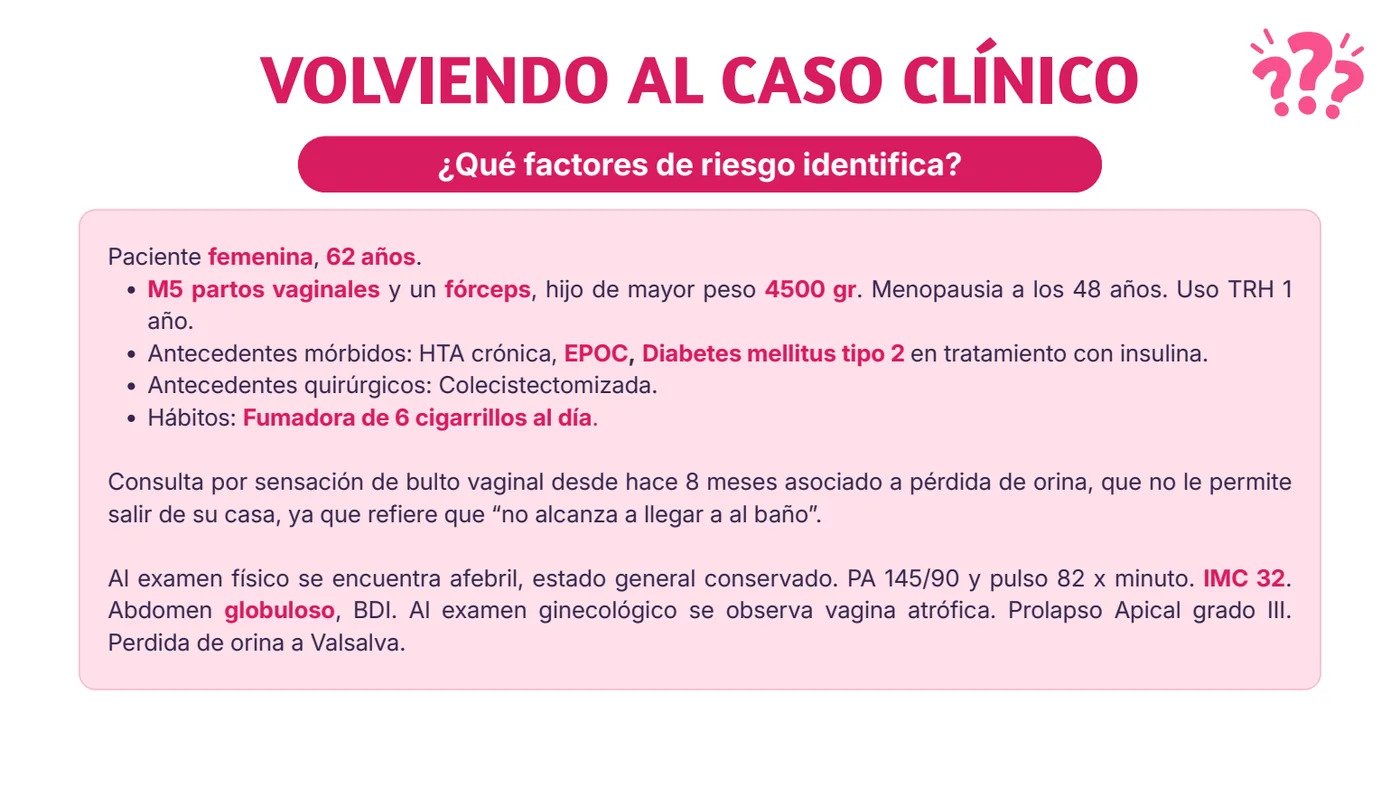 VOLVIENDO AL CASO CLÍNICO
???
¿Qué factores de riesgo identifica?
Paciente femenina, 62 años.
• M5 partos vaginales y un fórceps, hijo de mayor peso 4500 gr. Menopausia a los 48 años. Uso TRH 1
año.
• Antecedentes mórbidos: HTA crónica, EPOC, Diabetes mellitus tipo 2 en tratamiento con insulina.
• Antecedentes quirúrgicos: Colecistectomizada.
• Hábitos: Fumadora de 6 cigarrillos al día.
Consulta por sensación de bulto vaginal desde hace 8 meses asociado a pérdida de orina, que no le permite
salir de su casa, ya que refiere que “no alcanza a llegar a al baño”.
Al examen físico se encuentra afebril, estado general conservado. PA 145/90 y pulso 82 x minuto. IMC 32.
Abdomen globuloso, BDI. Al examen ginecológico se observa vagina atrófica. Prolapso Apical grado III.
Perdida de orina a Valsalva.